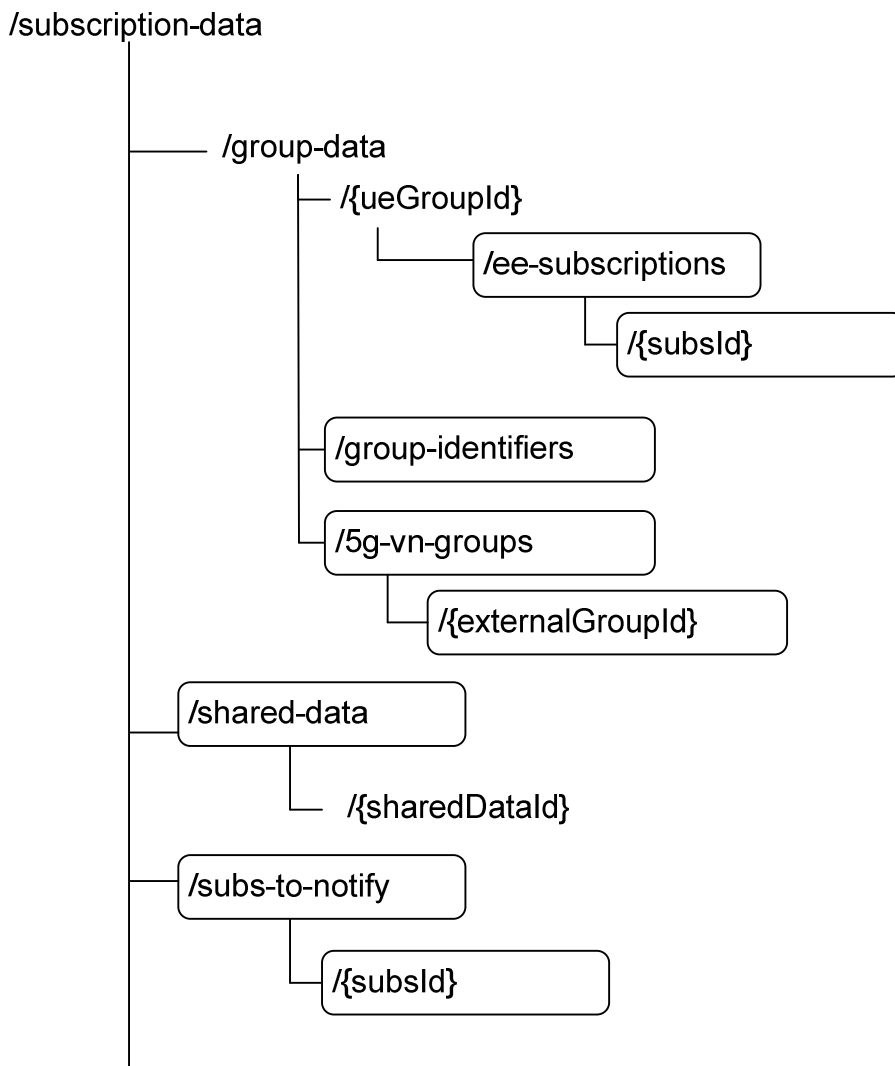 /subscription-data
/group-data
/{ueGroupId}
/ee-subscriptions
/{subsId}
/group-identifiers
/5g-vn-groups
/{externalGroupId}
/shared-data
/{sharedDataId}
/subs-to-notify
/{subsId}